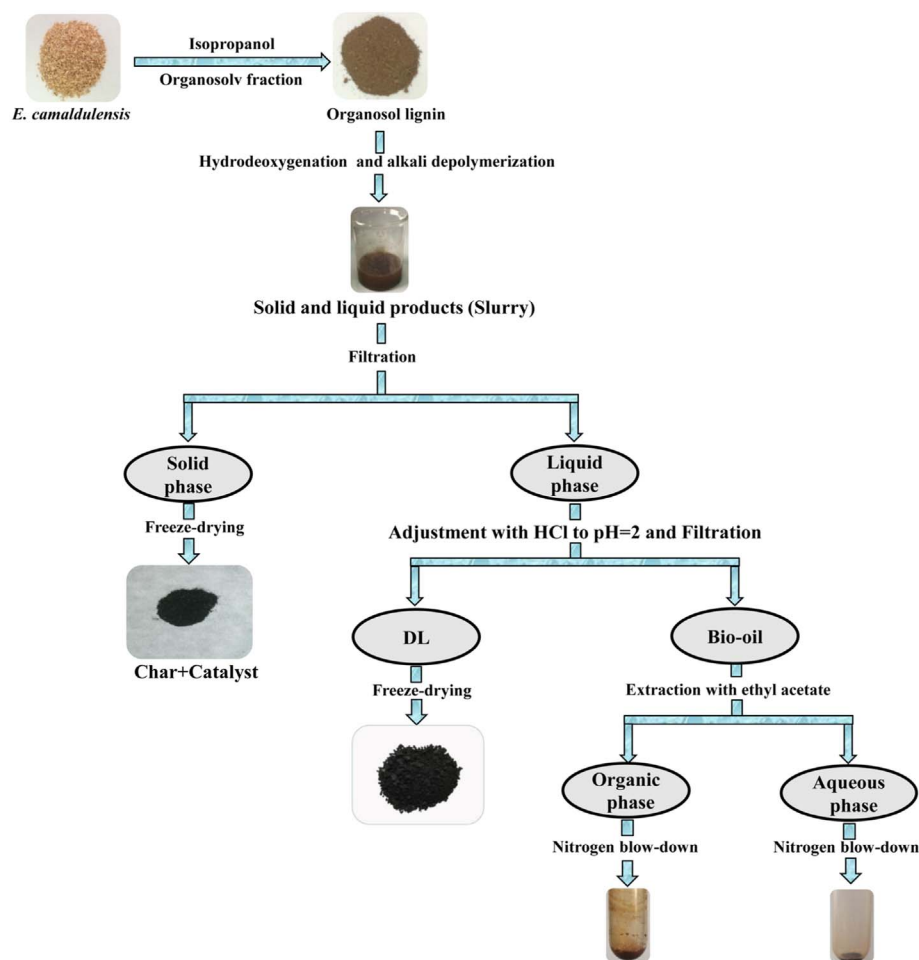 Isopropanol
Organosolv fraction
E. camaldulensis
Organosol lignin
Hydrodeoxygenation and alkali depolymerization
Solid and liquid products (Slurry)
Filtration
Solid
phase
Liquid
phase
Freeze-drying
Adjustment with HCl to pH=2 and Filtration
Char+Catalyst
DL
Bio-oil
Freeze-drying
Extraction with ethyl acetate
Organic
phase
Aqueous
phase
Nitrogen blow-down
Nitrogen blow-down